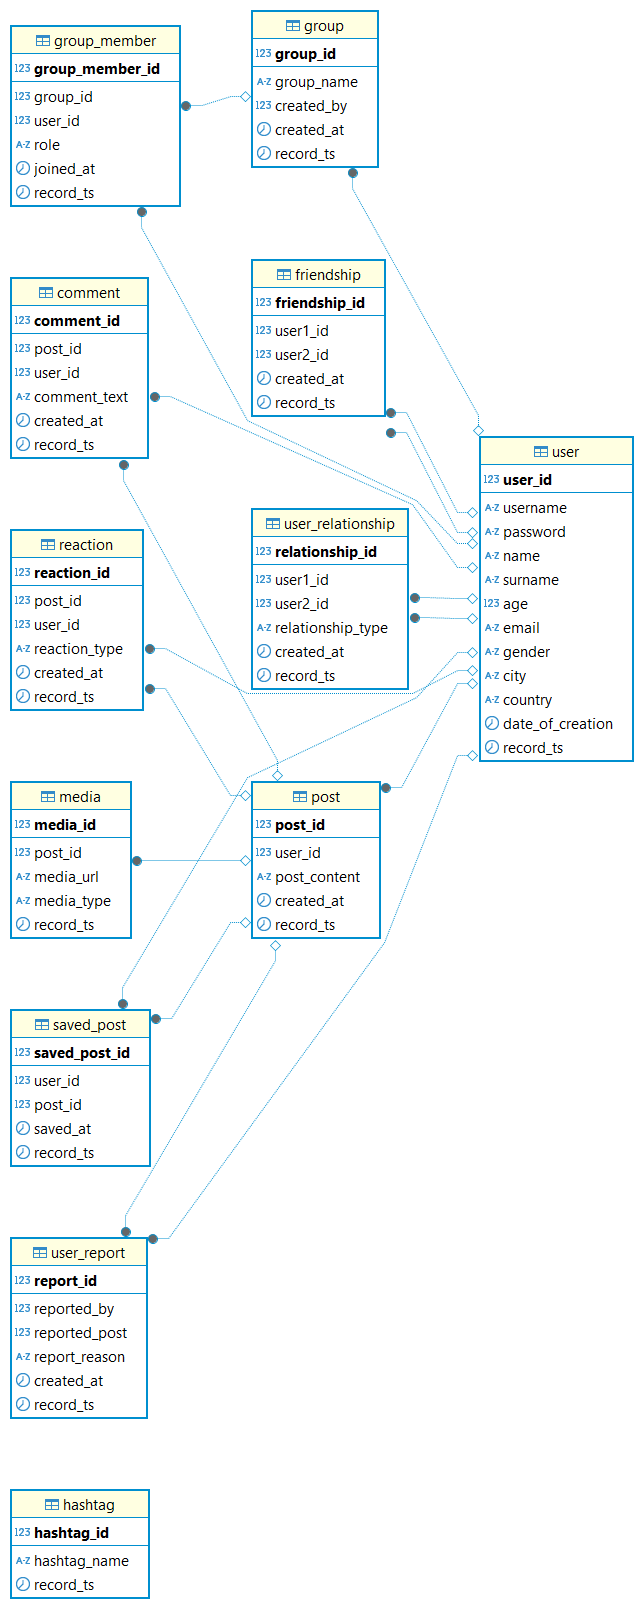 group_member
123 group_member_id
123 group_id
123 user_id
A-Z role
joined_at
record_ts
group
123 group_id
A-Z group_name
123 created_by
created_at
record_ts
comment
123 comment_id
123 post_id
123 user_id
A-Z comment_text
created_at
record_ts
friendship
123 friendship_id
123 user1_id
123 user2_id
created_at
record_ts
user
123 user_id
A-Z username
A-Z password
A-Z name
A-Z surname
123 age
A-Z email
A-Z gender
A-Z city
A-Z country
date_of_creation
record_ts
reaction
123 reaction_id
123 post_id
123 user_id
A-Z reaction_type
created_at
record_ts
user_relationship
123 relationship_id
123 user1_id
123 user2_id
A-Z relationship_type
created_at
record_ts
media
123 media_id
123 post_id
A-Z media_url
A-Z media_type
record_ts
post
123 post_id
123 user_id
A-Z post_content
created_at
record_ts
saved_post
123 saved_post_id
123 user_id
123 post_id
saved_at
record_ts
user_report
123 report_id
123 reported_by
123 reported_post
A-Z report_reason
created_at
record_ts
hashtag
123 hashtag_id
A-Z hashtag_name
record_ts